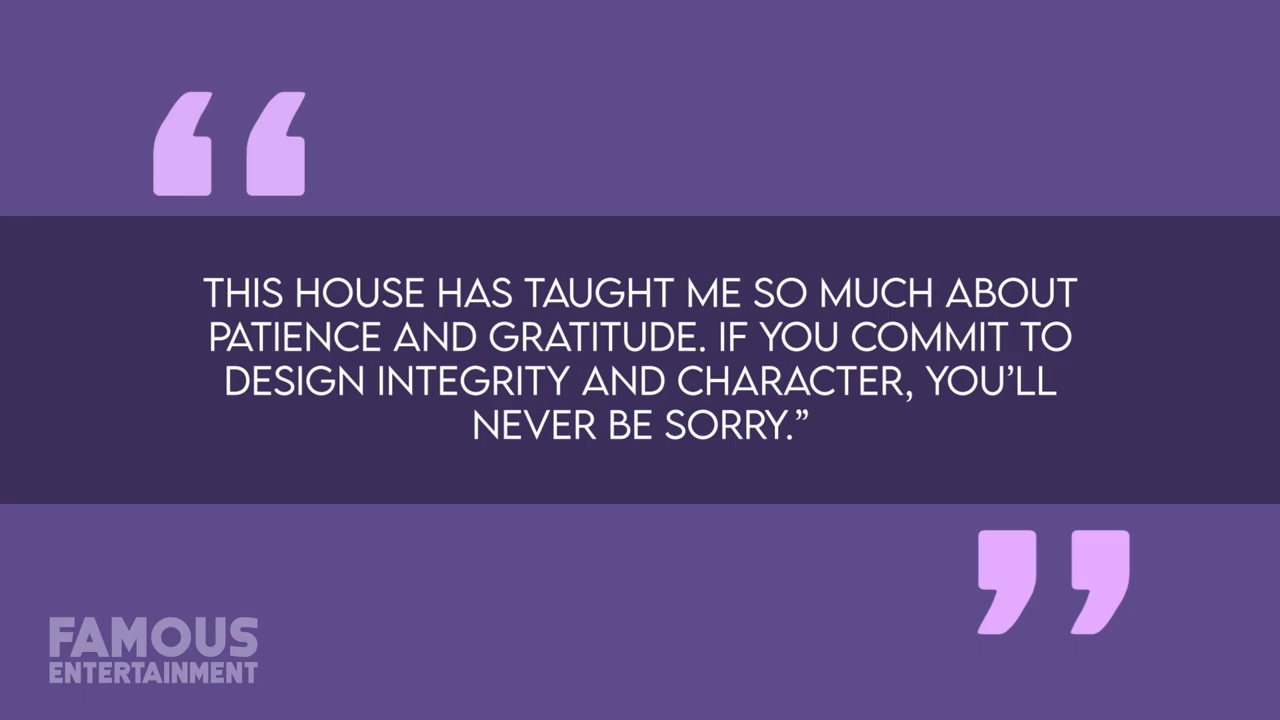 THIS HOUSE HAS TAUGHT ME SO MUCH ABOUT
PATIENCE AND GRATITUDE. IF YOU COMMIT TO
DESIGN INTEGRITY AND CHARACTER, YOU’LL
NEVER BE SORRY.”
FAMOUS
ENTERTAINMENT